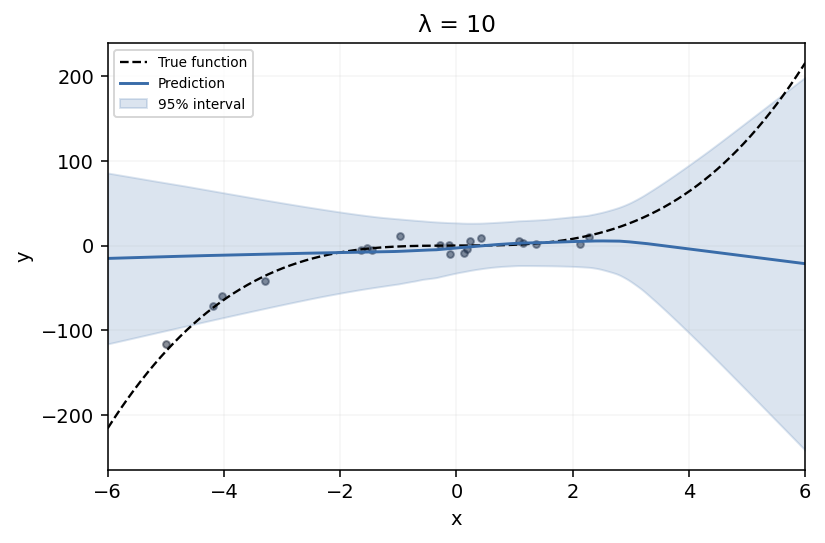 λ = 10
True function
Prediction
95% interval
200
100
0
−100
−200
y
−6 −4 −2 0 2 4 6
x